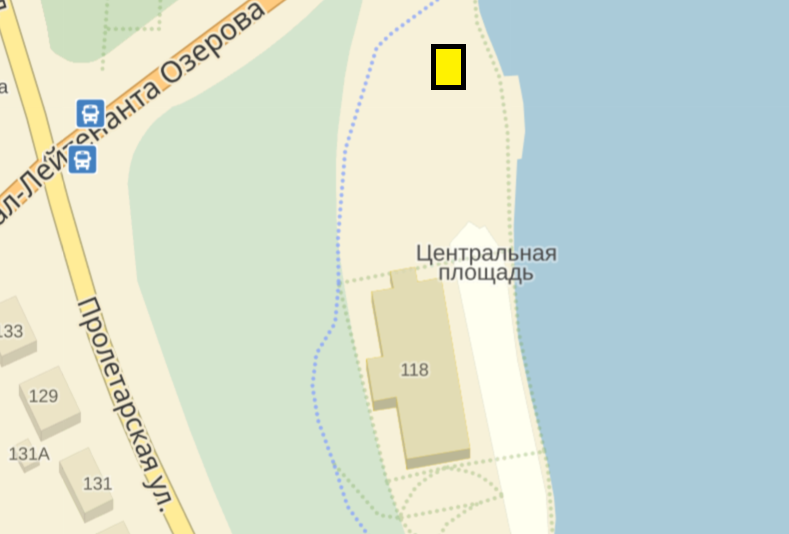 а
ал-Лейтенанта Озерова
Центральная
площадь
118
133
129
131А
131
Пролетарская ул.